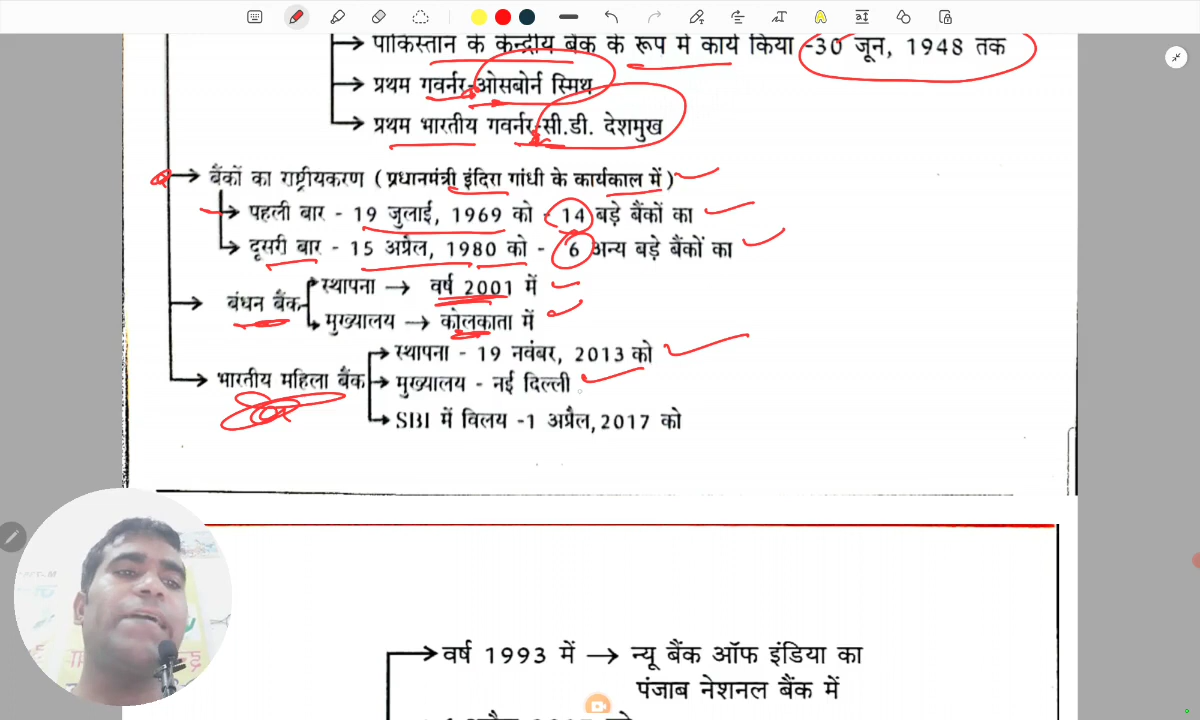 पाकिस्तान के केन्द्रीय बैंक के रूप में कार्य किया -30 जून, 1948 तक
प्रथम गवर्नर-ओसबोर्न स्मिथ
प्रथम भारतीय गवर्नर-सी.डी. देशमुख
बैंकों का राष्ट्रीयकरण ( प्रधानमंत्री इंदिरा गांधी के कार्यकाल में )
पहली बार - 19 जुलाई, 1969 को - 14 बड़े बैंकों का
दूसरी बार - 15 अप्रैल, 1980 को - 6 अन्य बड़े बैंकों का
स्थापना → वर्ष 2001 में
बंधन बैंक
मुख्यालय → कोलकाता में
स्थापना - 19 नवंबर, 2013 को
भारतीय महिला बैंक मुख्यालय - नई दिल्ली
SBI में विलय -1 अप्रैल, 2017 को
वर्ष 1993 में → न्यू बैंक ऑफ इंडिया का
पंजाब नेशनल बैंक में